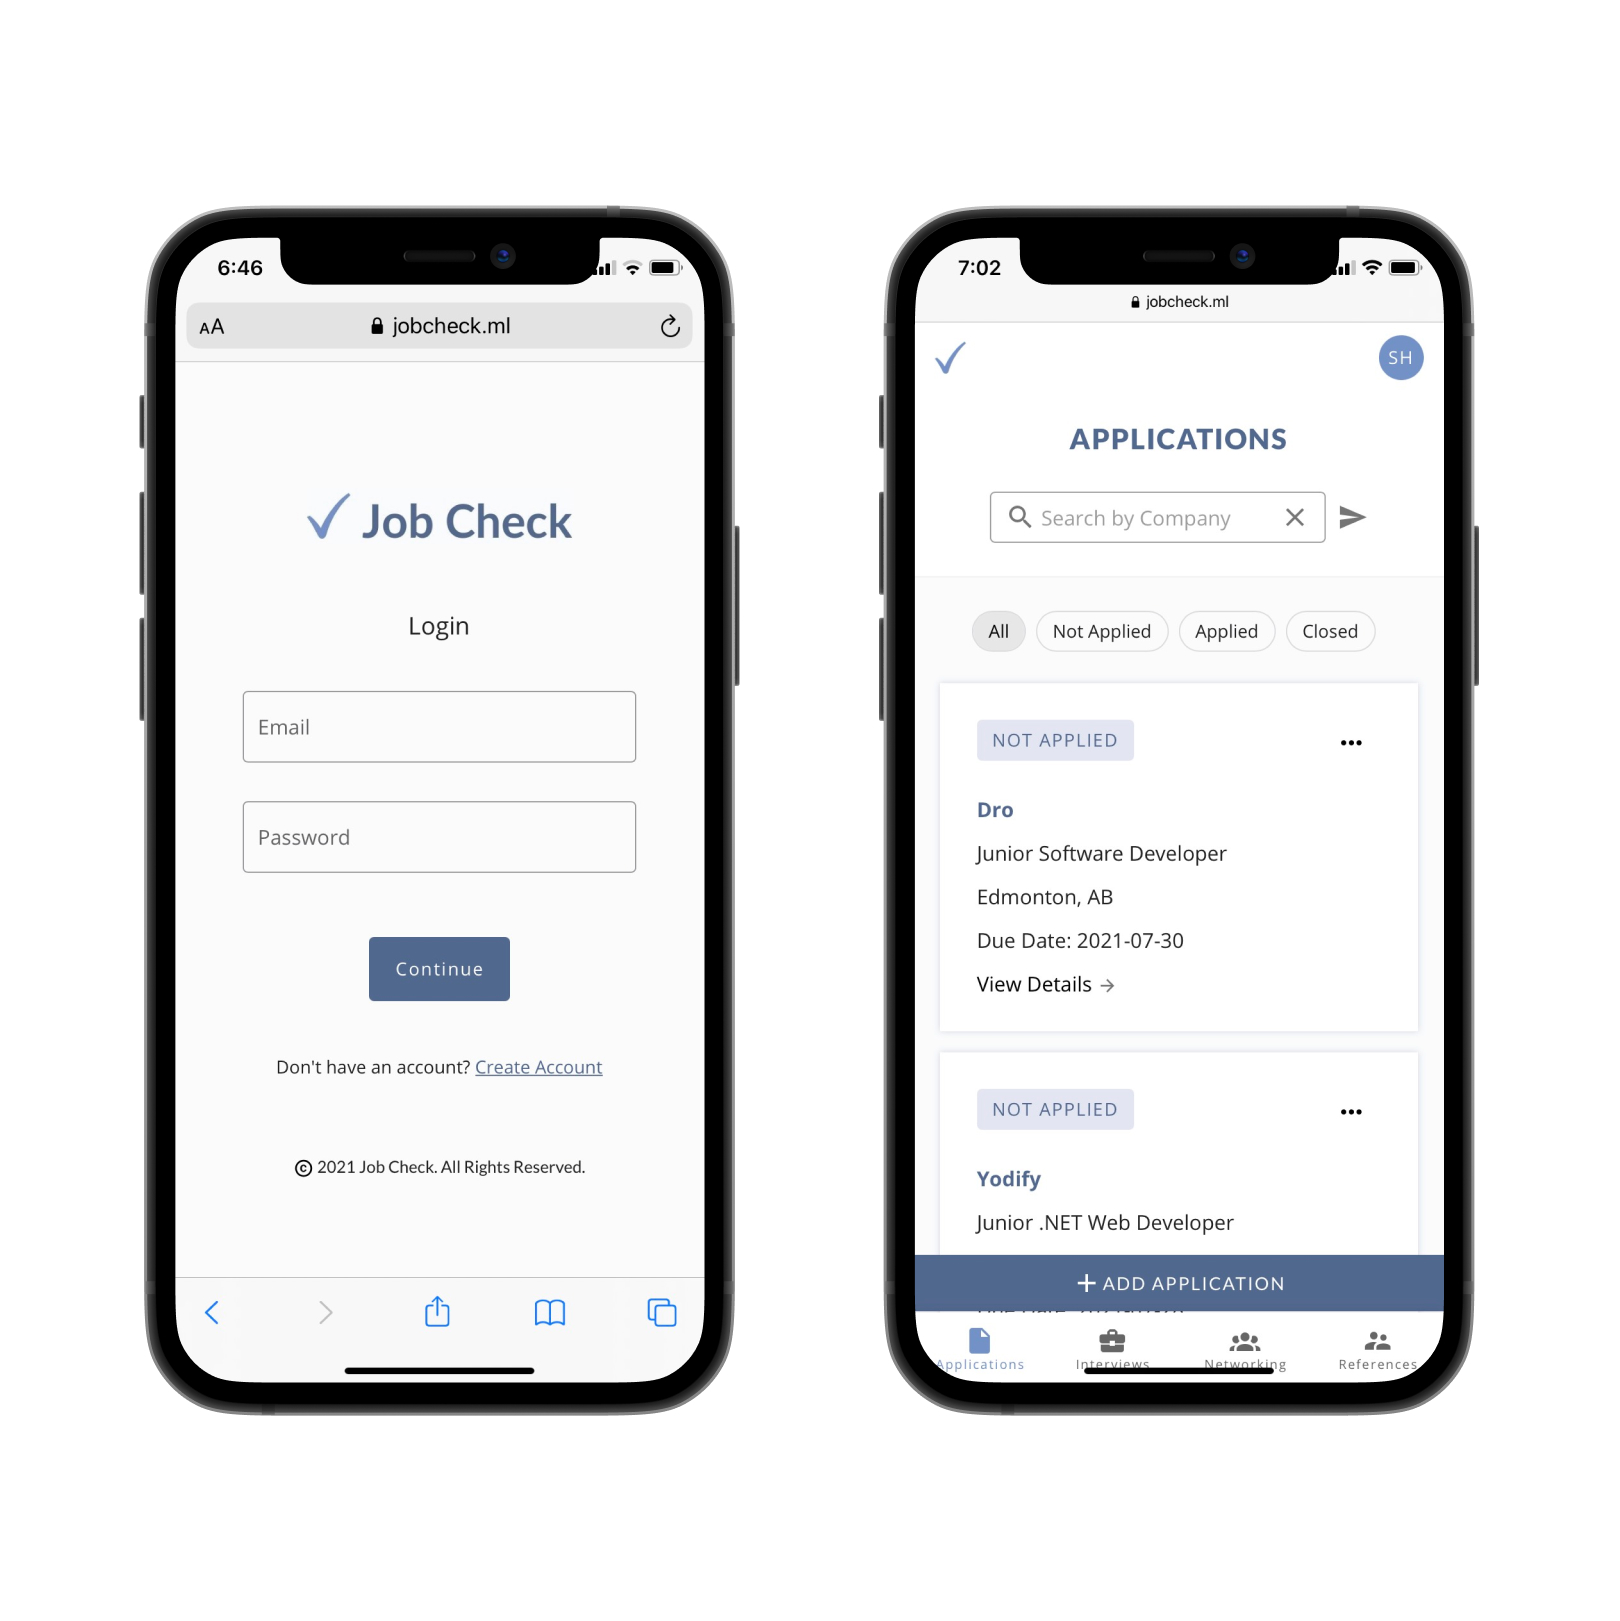 6:46
AA jobcheck.ml
Job Check
Login
Email
Password
Continue
Don't have an account? Create Account
© 2021 Job Check. All Rights Reserved.
7:02
jobcheck.ml
SH
APPLICATIONS
Search by Company
All Not Applied Applied Closed
NOT APPLIED
Dro
Junior Software Developer
Edmonton, AB
Due Date: 2021-07-30
View Details →
NOT APPLIED
Yodify
Junior .NET Web Developer
+ ADD APPLICATION
Applications Interviews Networking References